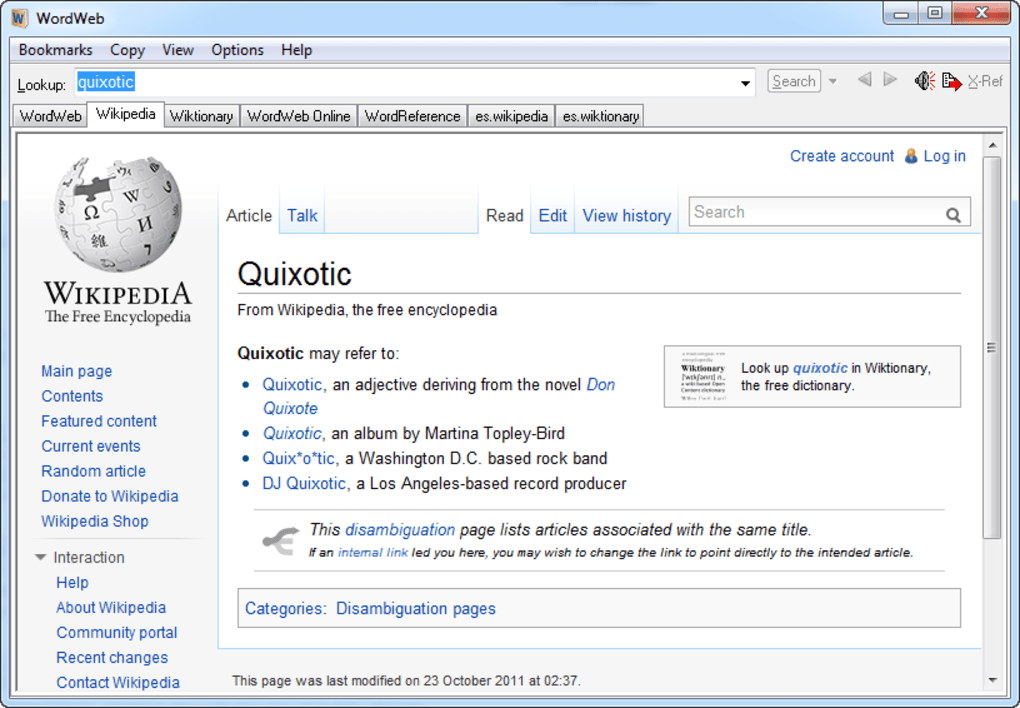 WordWeb
Bookmarks Copy View Options Help
Lookup: quixotic Search X-Ref
WordWeb Wikipedia Wiktionary WordWeb Online WordReference es.wikipedia es.wiktionary
Create account Log in
Article Talk Read Edit View history Search
Ω W И 維
WIKIPEDIA
The Free Encyclopedia
Quixotic
From Wikipedia, the free encyclopedia
Quixotic may refer to:
Quixotic, an adjective deriving from the novel Don
Quixote
Quixotic, an album by Martina Topley-Bird
Quix*o*tic, a Washington D.C. based rock band
DJ Quixotic, a Los Angeles-based record producer
Wiktionary
Look up quixotic in Wiktionary,
the free dictionary.
This disambiguation page lists articles associated with the same title.
If an internal link led you here, you may wish to change the link to point directly to the intended article.
Categories: Disambiguation pages
This page was last modified on 23 October 2011 at 02:37.
Main page
Contents
Featured content
Current events
Random article
Donate to Wikipedia
Wikipedia Shop
Interaction
Help
About Wikipedia
Community portal
Recent changes
Contact Wikipedia